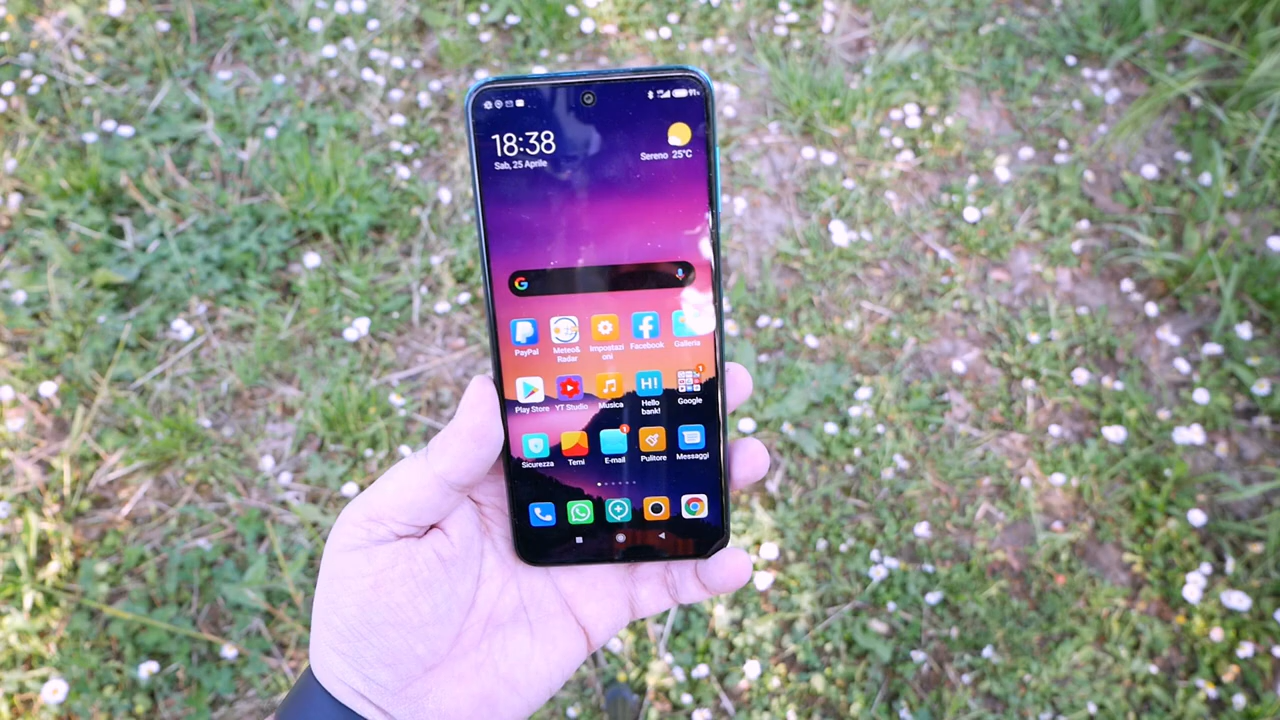 18:38
Sab, 25 Aprile
Sereno 25°C
PayPal
Meteo&
Radar
Impostazi
oni
Facebook
Galleria
Play Store
YT Studio
Musica
H!
Hello
bank!
Google
Sicurezza
Temi
E-mail
Pulitore
Messaggi